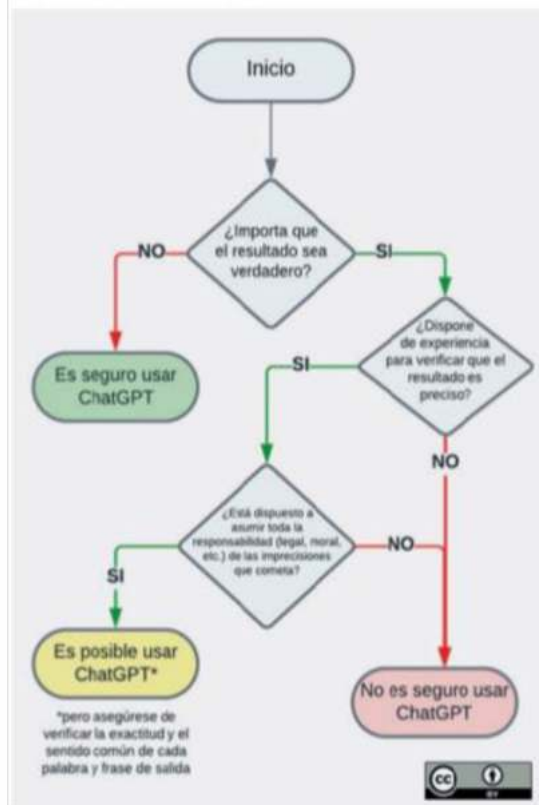 Inicio
¿Importa que
el resultado sea
verdadero?
NO
SI
¿Dispone
de experiencia
para verificar que el
resultado es
preciso?
Es seguro usar
ChatGPT
SI
NO
¿Está dispuesto a
asumir toda la
responsabilidad (legal, moral,
etc.) de las imprecisiones
que cometa?
NO
SI
Es posible usar
ChatGPT*
No es seguro usar
ChatGPT
*pero asegúrese de
verificar la exactitud y el
sentido común de cada
palabra y frase de salida
cc
BY